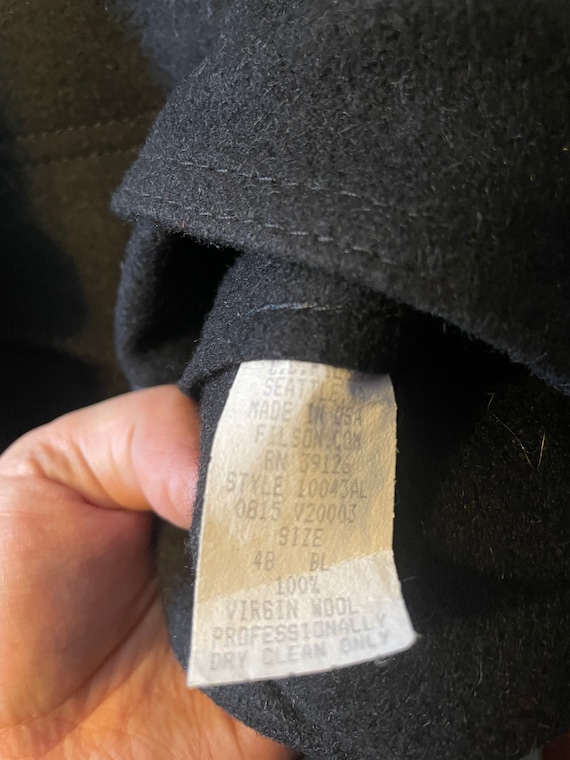 SEATTLE
MADE IN USA
FILSON.COM
RN 39126
STYLE 10043AL
0815 V20003
SIZE
48 BL
100%
VIRGIN WOOL
PROFESSIONALLY
DRY CLEAN ONLY